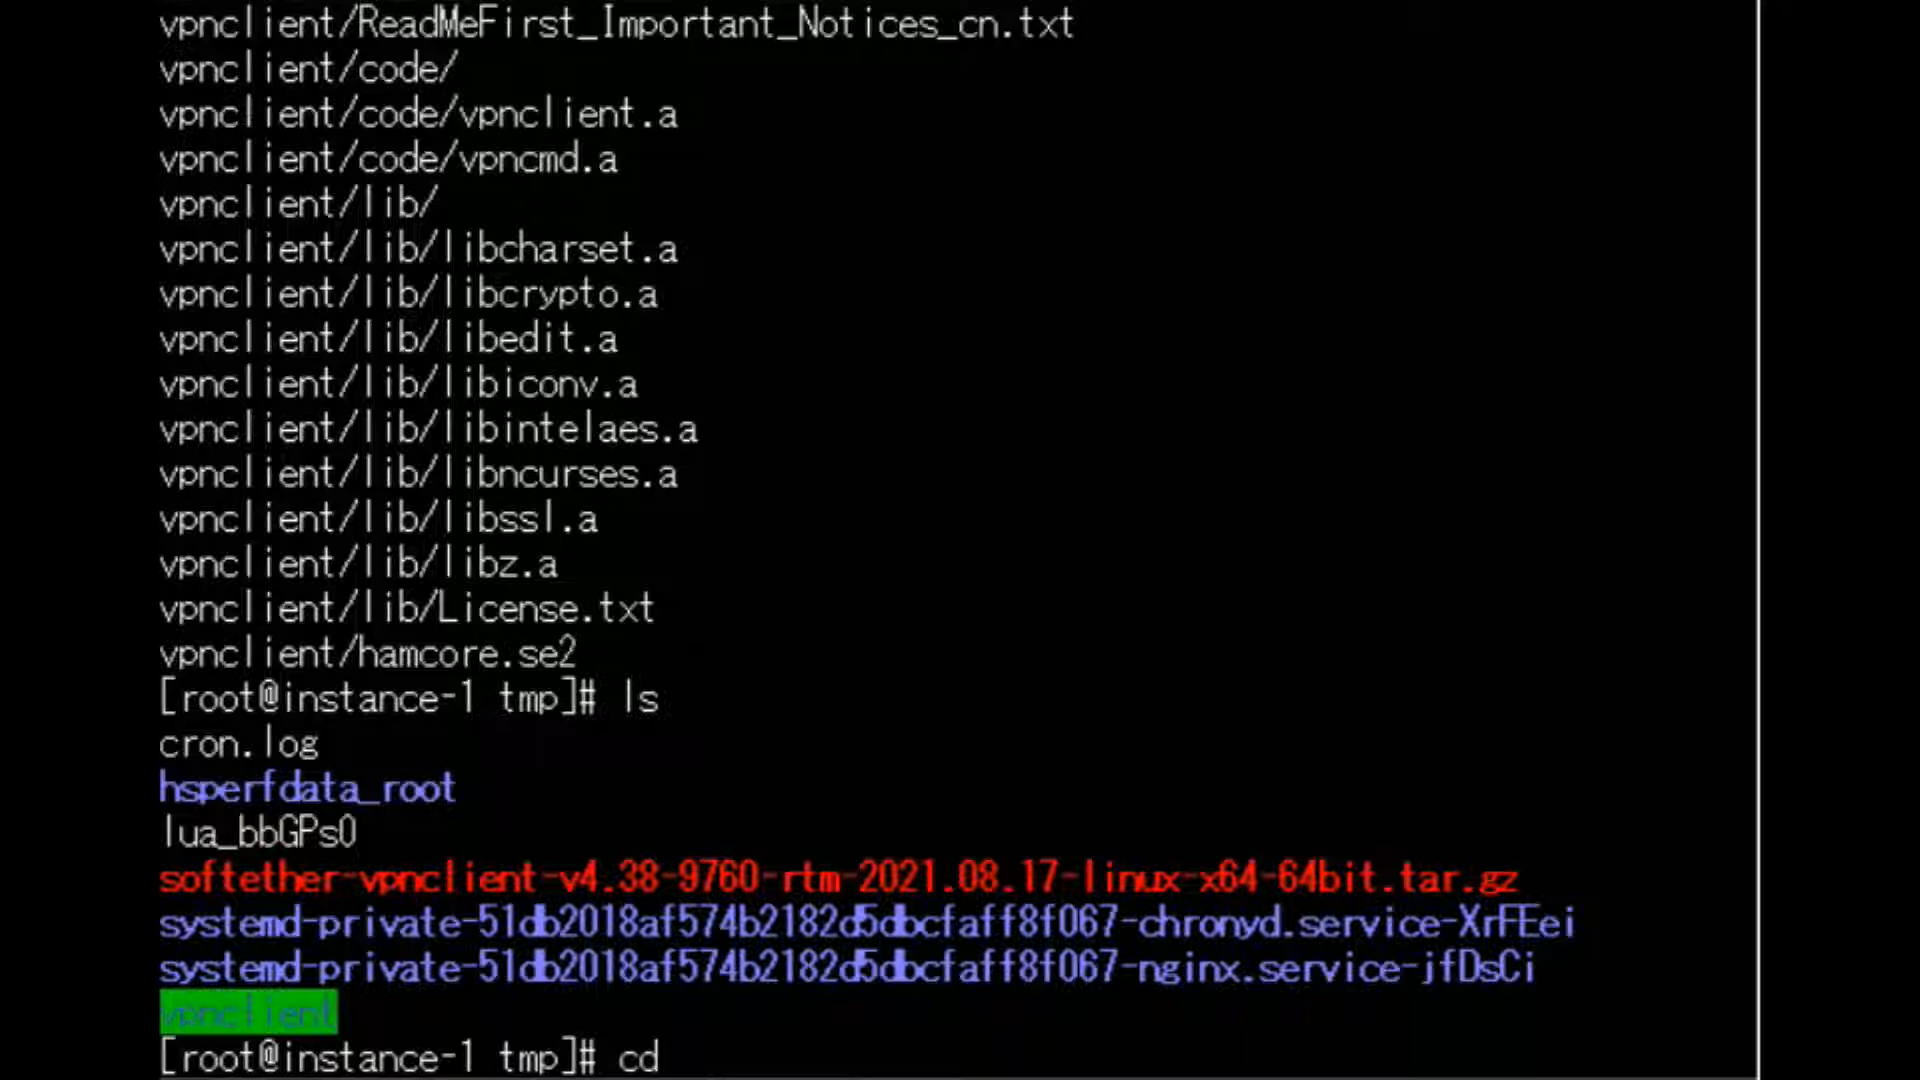 vpnclient/ReadMeFirst_Important_Notices_cn.txt
vpnclient/code/
vpnclient/code/vpnclient.a
vpnclient/code/vpncmd.a
vpnclient/lib/
vpnclient/lib/libcharset.a
vpnclient/lib/libcrypto.a
vpnclient/lib/libedit.a
vpnclient/lib/libiconv.a
vpnclient/lib/libintelaes.a
vpnclient/lib/libncurses.a
vpnclient/lib/libssl.a
vpnclient/lib/libz.a
vpnclient/lib/License.txt
vpnclient/hamcore.se2
[root@instance-1 tmp]# ls
cron.log
hsperfdata_root
lua_bbGPs0
softether-vpnclient-v4.38-9760-rtm-2021.08.17-linux-x64-64bit.tar.gz
systemd-private-51db2018af574b2182d5dbcfaff8f067-chronyd.service-XrFEei
systemd-private-51db2018af574b2182d5dbcfaff8f067-nginx.service-jfDsCi
vpnclient
[root@instance-1 tmp]# cd